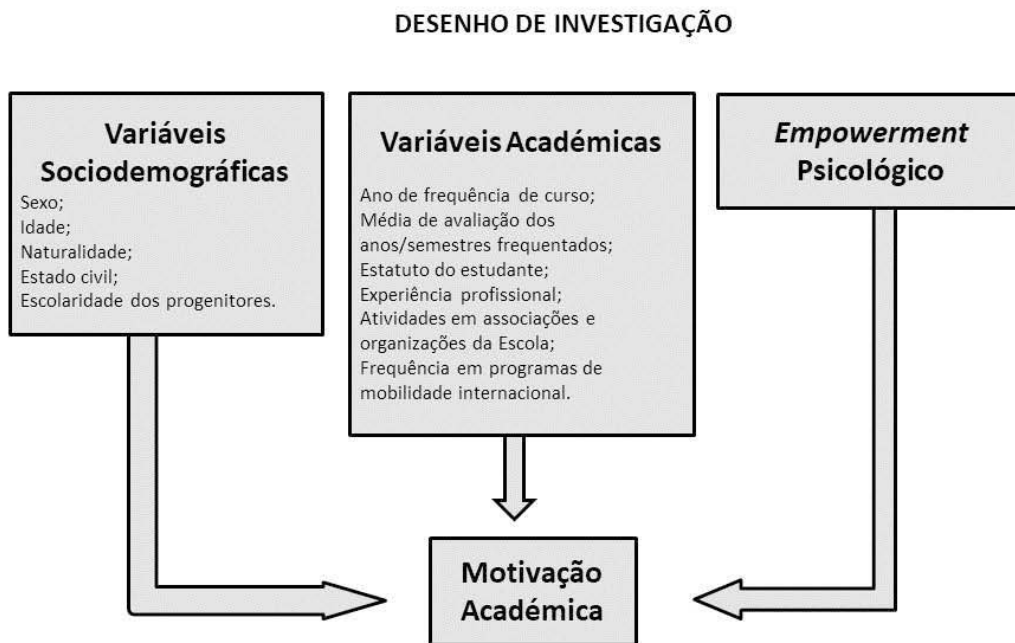 DESENHO DE INVESTIGAÇÃO
Variáveis
Sociodemográficas
Sexo;
Idade;
Naturalidade;
Estado civil;
Escolaridade dos progenitores.
Variáveis Académicas
Ano de frequência de curso;
Média de avaliação dos
anos/semestres frequentados;
Estatuto do estudante;
Experiência profissional;
Atividades em associações e
organizações da Escola;
Frequência em programas de
mobilidade internacional.
Empowerment
Psicológico
Motivação
Académica